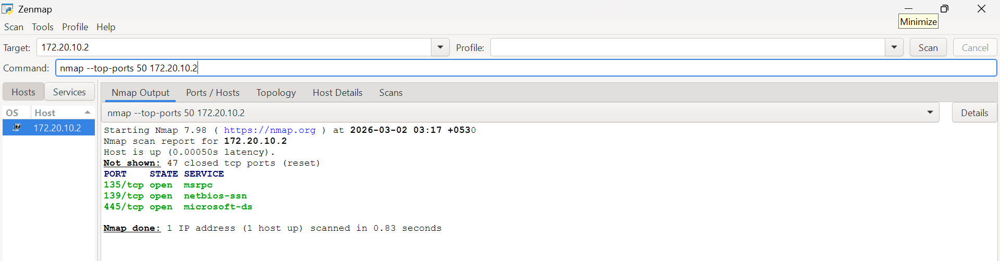 Zenmap
Minimize
Scan Tools Profile Help
Target: 172.20.10.2 Profile: Scan Cancel
Command: nmap --top-ports 50 172.20.10.2
Hosts Services Nmap Output Ports / Hosts Topology Host Details Scans
OS Host
nmap --top-ports 50 172.20.10.2 Details
172.20.10.2
Starting Nmap 7.98 ( https://nmap.org ) at 2026-03-02 03:17 +0530
Nmap scan report for 172.20.10.2
Host is up (0.00050s latency).
Not shown: 47 closed tcp ports (reset)
PORT    STATE SERVICE
135/tcp open  msrpc
139/tcp open  netbios-ssn
445/tcp open  microsoft-ds
Nmap done: 1 IP address (1 host up) scanned in 0.83 seconds